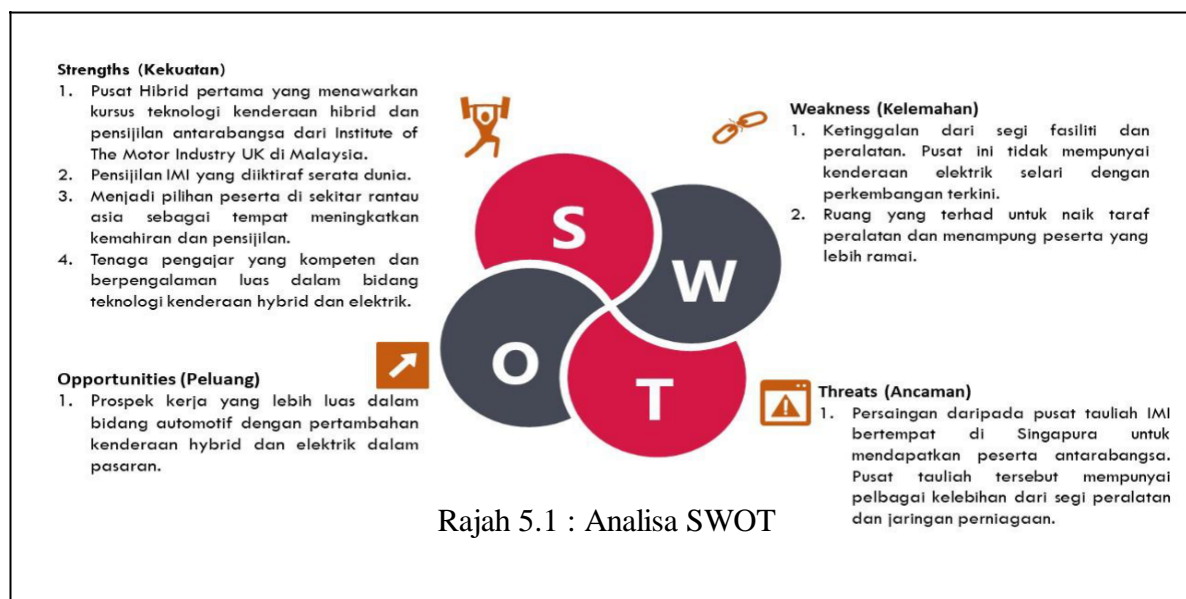 Strengths (Kekuatan)
1. Pusat Hibrid pertama yang menawarkan
kursus teknologi kenderaan hibrid dan
pensijilan antarabangsa dari Institute of
The Motor Industry UK di Malaysia.
2. Pensijilan IMI yang diiktiraf serata dunia.
3. Menjadi pilihan peserta di sekitar rantau
asia sebagai tempat meningkatkan
kemahiran dan pensijilan.
4. Tenaga pengajar yang kompeten dan
berpengalaman luas dalam bidang
teknologi kenderaan hybrid dan elektrik.
Weakness (Kelemahan)
1. Ketinggalan dari segi fasiliti dan
peralatan. Pusat ini tidak mempunyai
kenderaan elektrik selari dengan
perkembangan terkini.
2. Ruang yang terhad untuk naik taraf
peralatan dan menampung peserta yang
lebih ramai.
S
W
O
T
Opportunities (Peluang)
1. Prospek kerja yang lebih luas dalam
bidang automotif dengan pertambahan
kenderaan hybrid dan elektrik dalam
pasaran.
Threats (Ancaman)
1. Persaingan daripada pusat tauliah IMI
bertempat di Singapura untuk
mendapatkan peserta antarabangsa.
Pusat tauliah tersebut mempunyai
pelbagai kelebihan dari segi peralatan
dan jaringan perniagaan.
Rajah 5.1 : Analisa SWOT